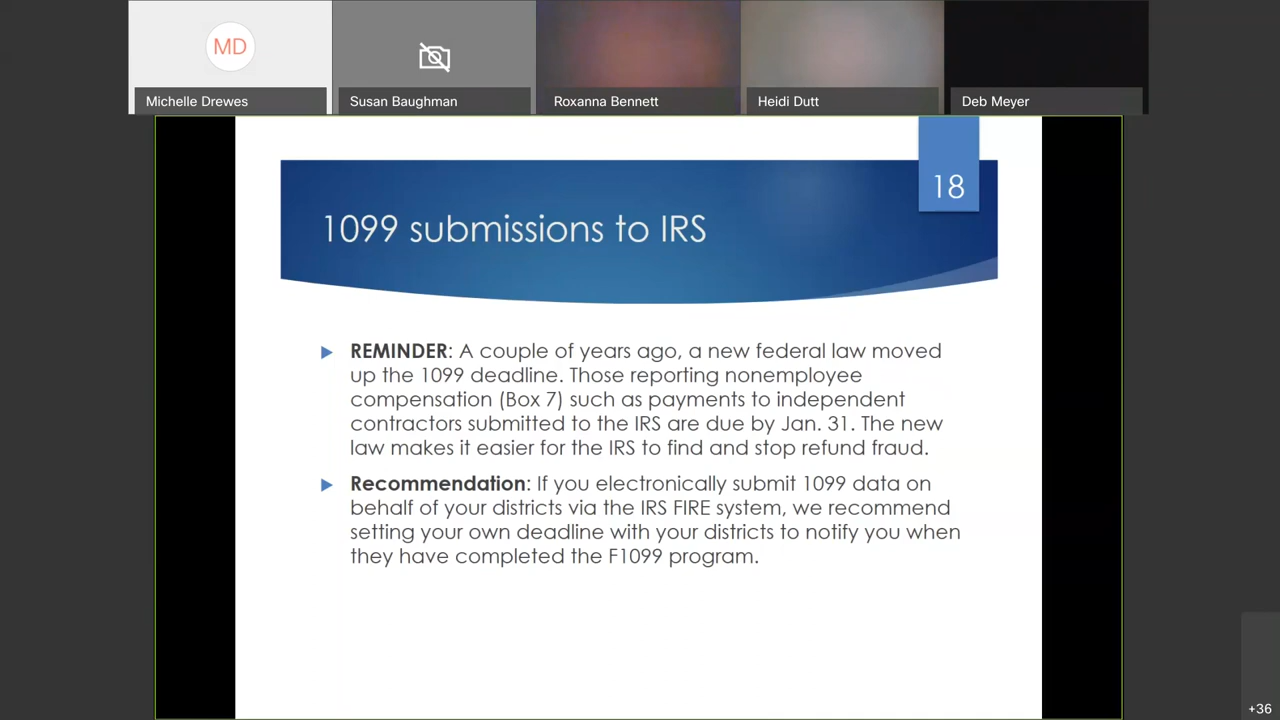 MD
Michelle Drewes
Susan Baughman
Roxanna Bennett
Heidi Dutt
Deb Meyer
18
1099 submissions to IRS
REMINDER: A couple of years ago, a new federal law moved
up the 1099 deadline. Those reporting nonemployee
compensation (Box 7) such as payments to independent
contractors submitted to the IRS are due by Jan. 31. The new
law makes it easier for the IRS to find and stop refund fraud.
Recommendation: If you electronically submit 1099 data on
behalf of your districts via the IRS FIRE system, we recommend
setting your own deadline with your districts to notify you when
they have completed the F1099 program.
+36